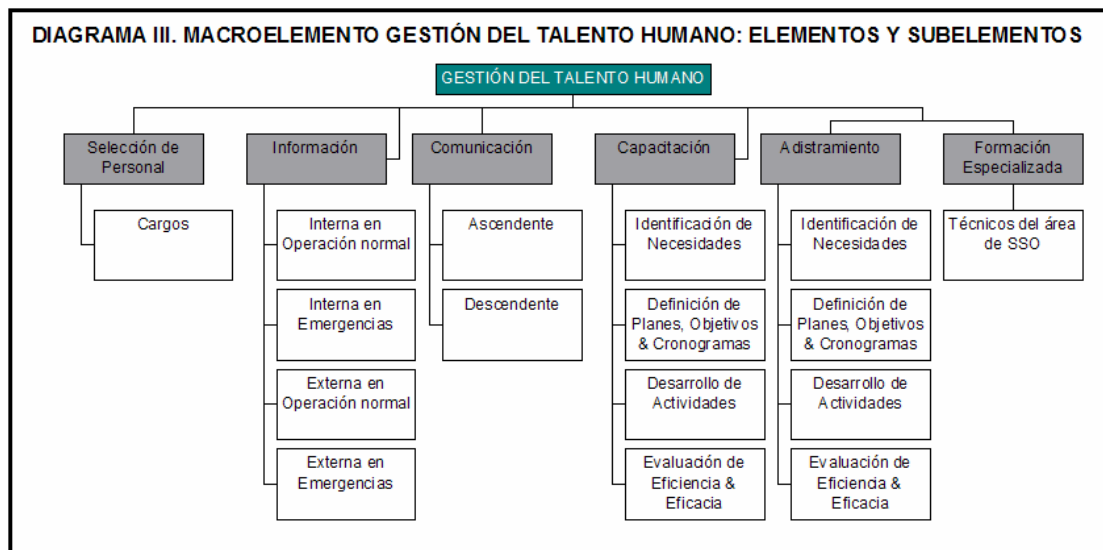 DIAGRAMA III. MACROELEMENTO GESTIÓN DEL TALENTO HUMANO: ELEMENTOS Y SUBELEMENTOS
GESTIÓN DEL TALENTO HUMANO
Selección de
Personal
Cargos
Información
Interna en
Operación normal
Interna en
Emergencias
Externa en
Operación normal
Externa en
Emergencias
Comunicación
Ascendente
Descendente
Capacitación
Identificación de
Necesidades
Definición de
Planes, Objetivos
& Cronogramas
Desarrollo de
Actividades
Evaluación de
Eficiencia &
Eficacia
Adistramiento
Identificación de
Necesidades
Definición de
Planes, Objetivos
& Cronogramas
Desarrollo de
Actividades
Evaluación de
Eficiencia &
Eficacia
Formación
Especializada
Técnicos del área
de SSO